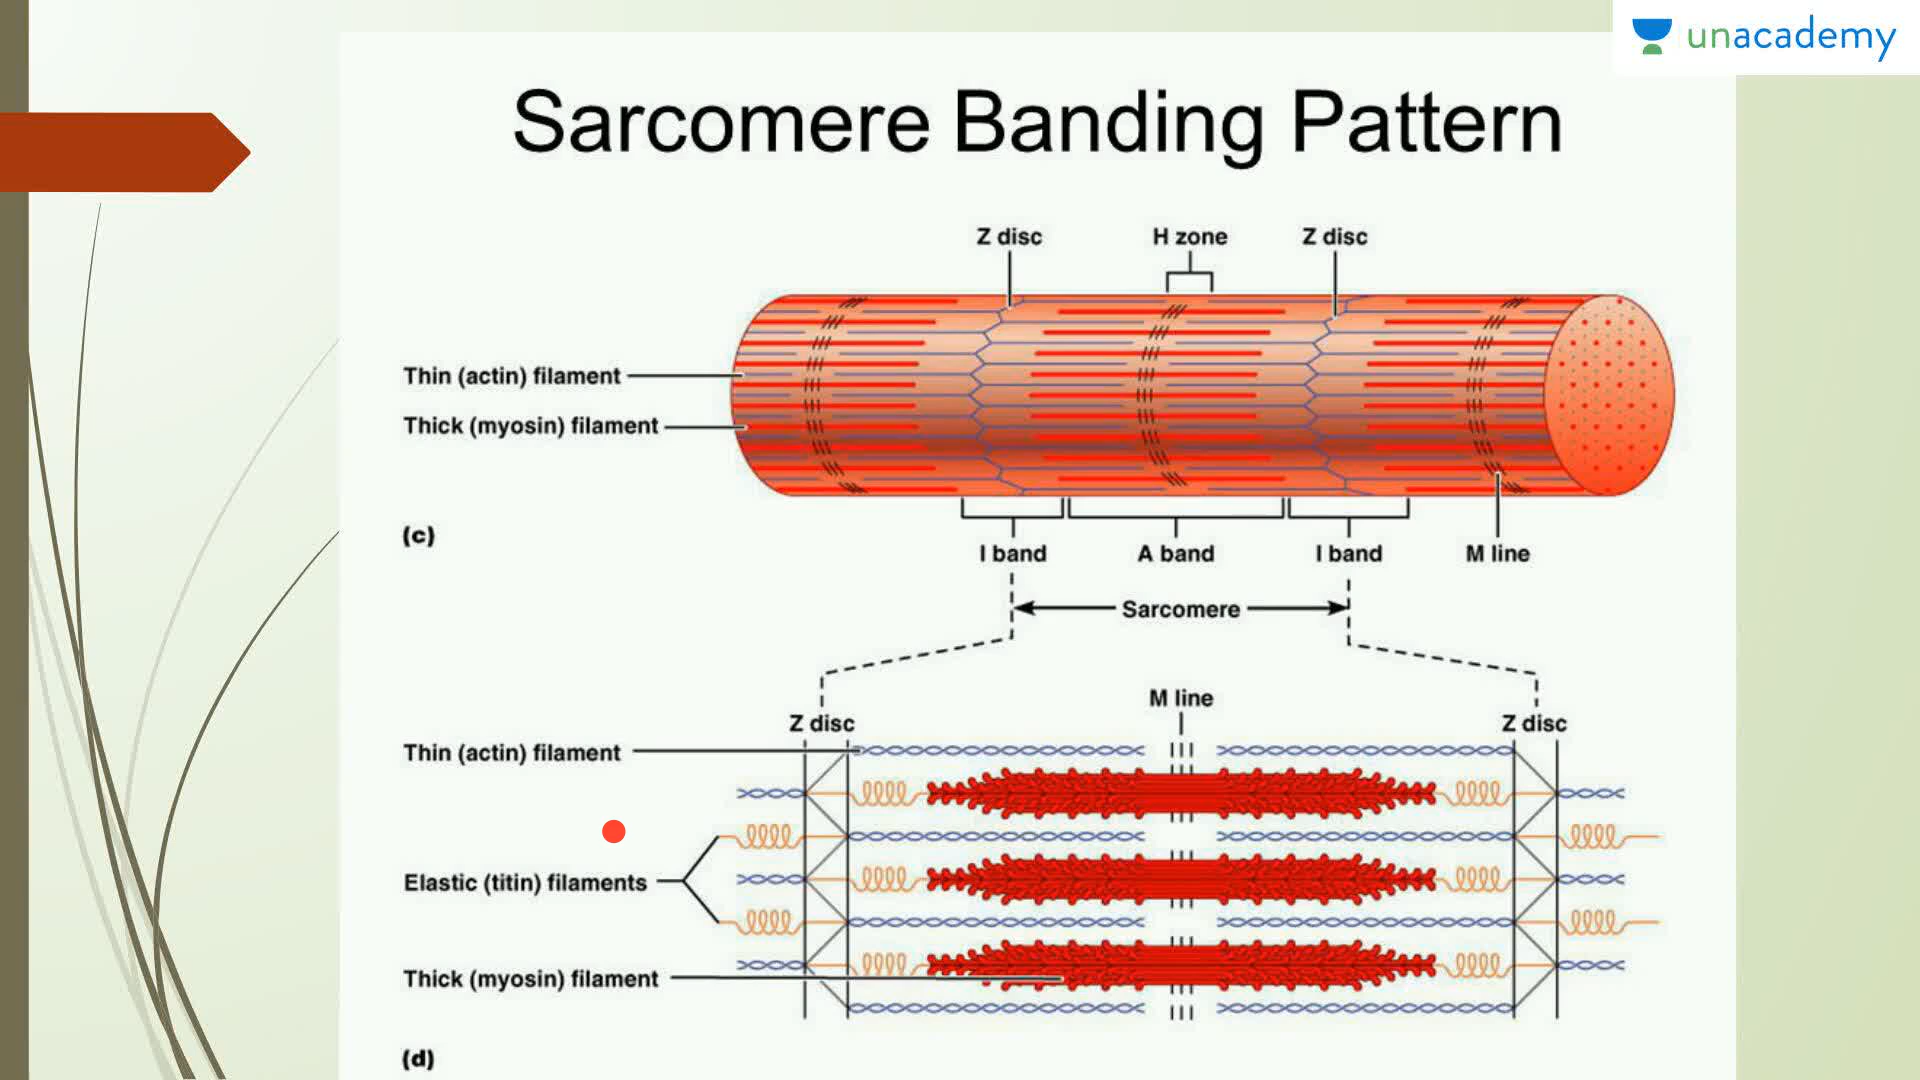 unacademy
Sarcomere Banding Pattern
Z disc
H zone
Z disc
Thin (actin) filament
Thick (myosin) filament
(c)
I band
A band
I band
M line
Sarcomere
M line
Z disc
Z disc
Thin (actin) filament
Elastic (titin) filaments
Thick (myosin) filament
(d)